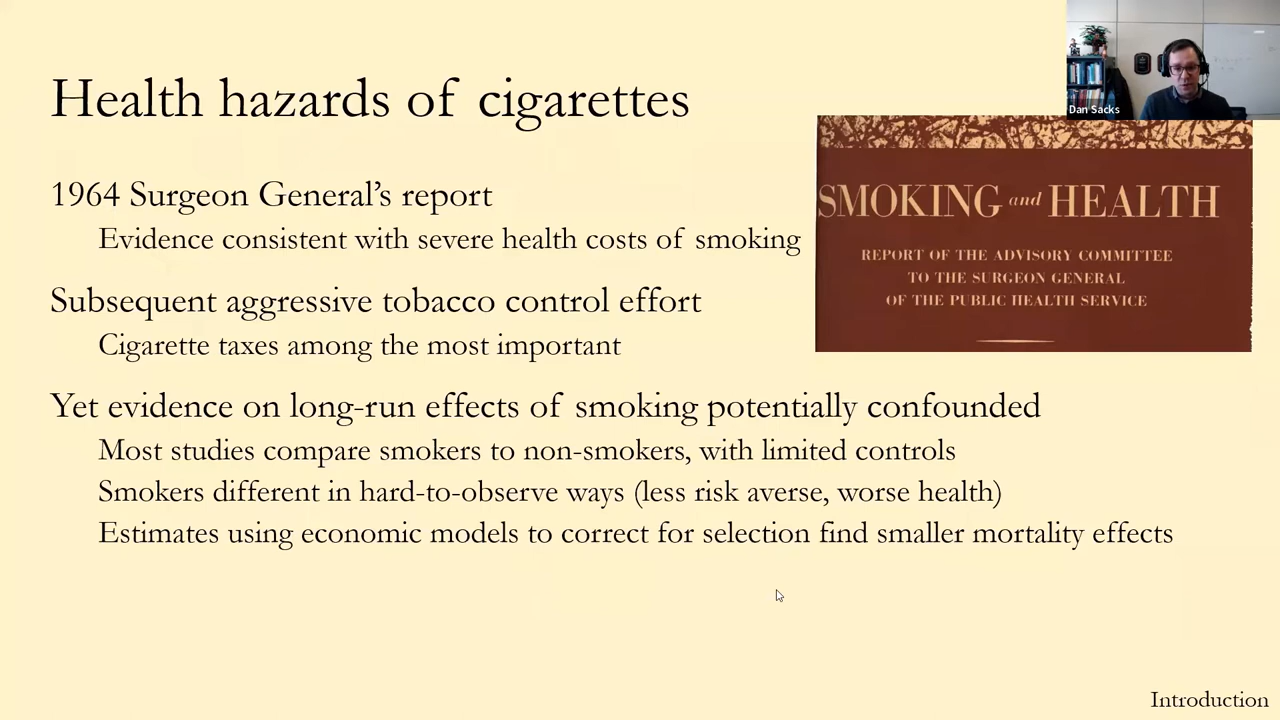 Health hazards of cigarettes
Dan Sacks
1964 Surgeon General’s report
Evidence consistent with severe health costs of smoking
SMOKING and HEALTH
REPORT OF THE ADVISORY COMMITTEE
TO THE SURGEON GENERAL
OF THE PUBLIC HEALTH SERVICE
Subsequent aggressive tobacco control effort
Cigarette taxes among the most important
Yet evidence on long-run effects of smoking potentially confounded
Most studies compare smokers to non-smokers, with limited controls
Smokers different in hard-to-observe ways (less risk averse, worse health)
Estimates using economic models to correct for selection find smaller mortality effects
Introduction